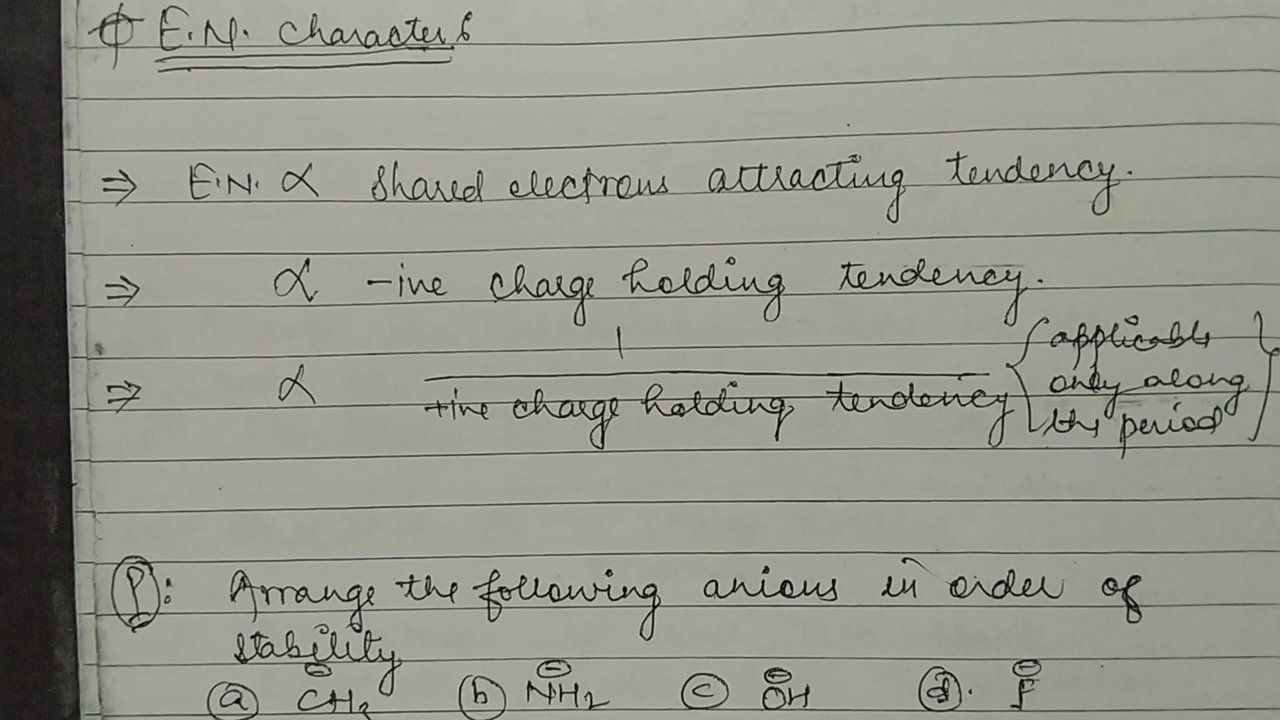 ⌽ E.N. Character :
⇒ E.N. ∝ shared electrons attracting tendency.
⇒ ∝ -ive charge holding tendency.
⇒ ∝ 1 / +ive charge holding tendency { applicable only along the period }
(P): Arrange the following anions in order of
stability
(a) CH₃⊖ (b) NH₂⊖ (c) OH⊖ (d). F⊖